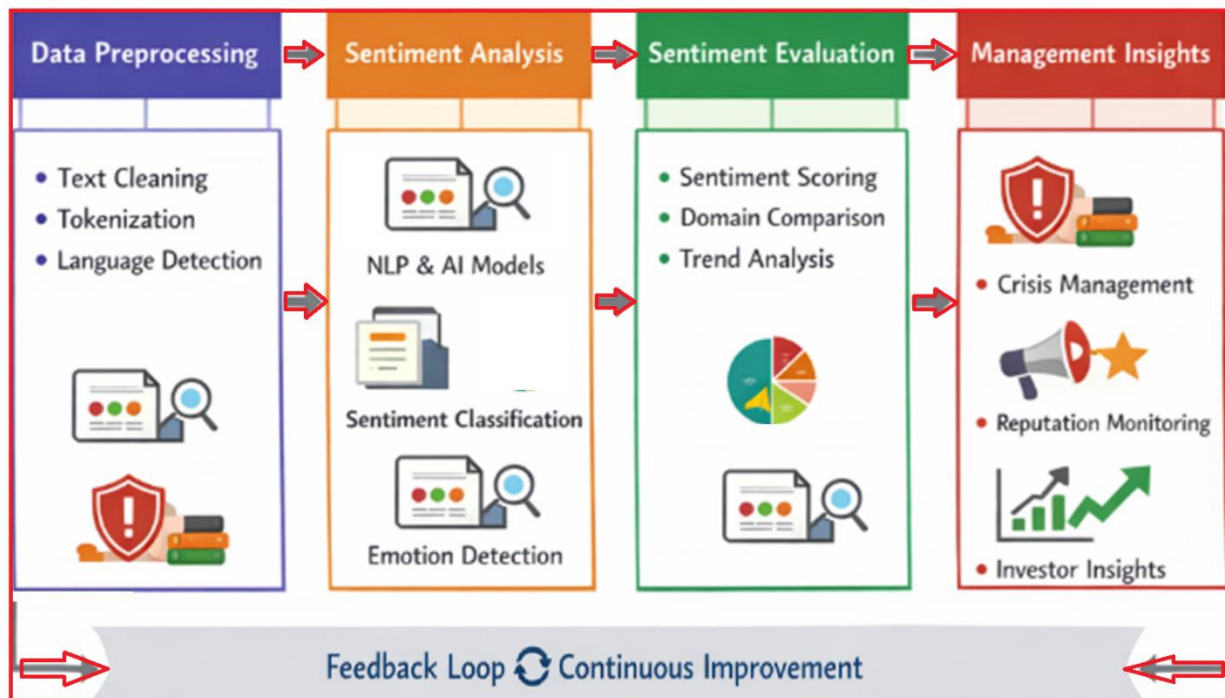 Data Preprocessing
Sentiment Analysis
Sentiment Evaluation
Management Insights
• Text Cleaning
• Tokenization
• Language Detection
NLP & AI Models
Sentiment Classification
Emotion Detection
• Sentiment Scoring
• Domain Comparison
• Trend Analysis
• Crisis Management
• Reputation Monitoring
• Investor Insights
Feedback Loop Continuous Improvement